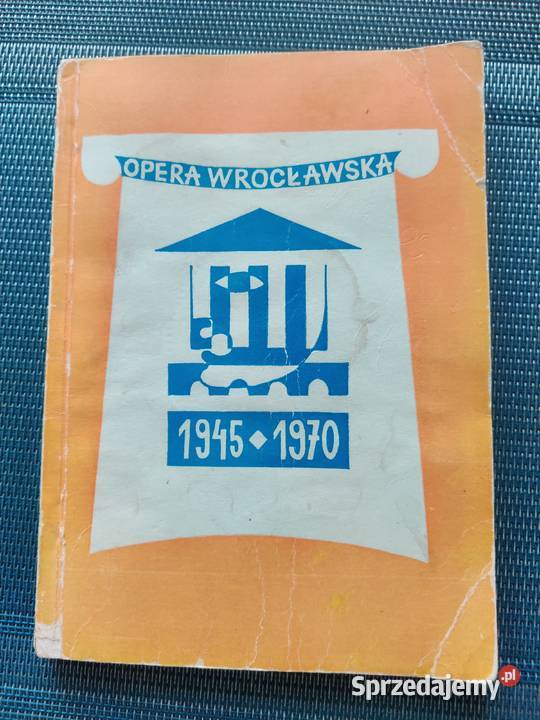 OPERA WROCŁAWSKA
1945 ◆ 1970
Sprzedajemy.pl